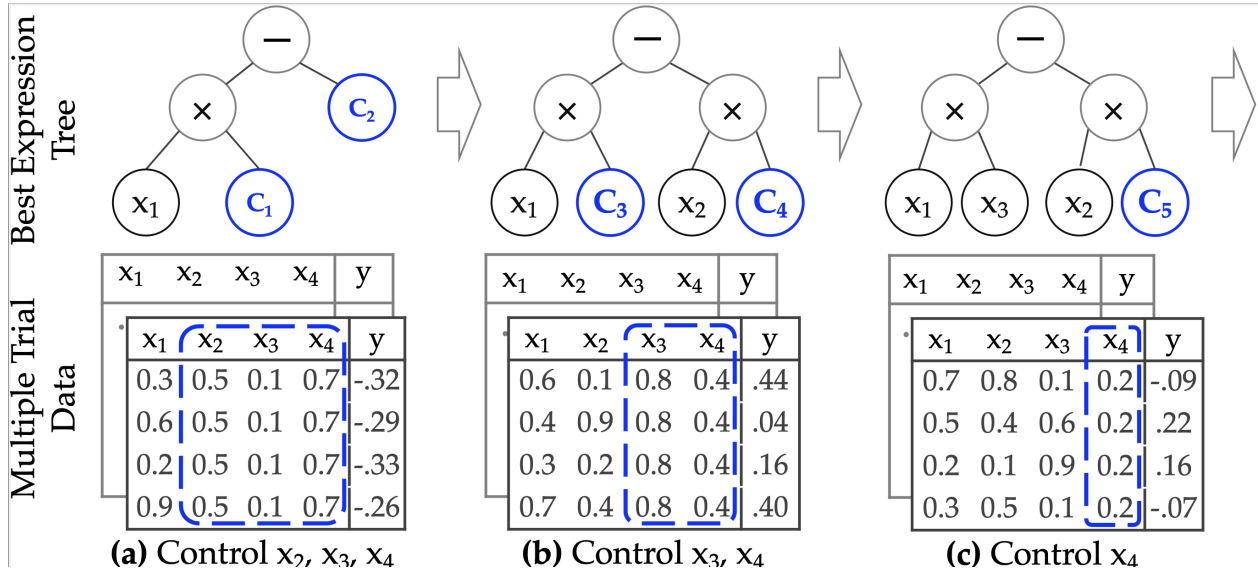 Best Expression
Tree
−
×
C₂
x₁
C₁
−
×
×
x₁
C₃
x₂
C₄
−
×
×
x₁
x₃
x₂
C₅
Multiple Trial
Data
x₁ x₂ x₃ x₄ y
x₁ x₂ x₃ x₄ y
0.3 0.5 0.1 0.7 -.32
0.6 0.5 0.1 0.7 -.29
0.2 0.5 0.1 0.7 -.33
0.9 0.5 0.1 0.7 -.26
(a) Control x₂, x₃, x₄
x₁ x₂ x₃ x₄ y
x₁ x₂ x₃ x₄ y
0.6 0.1 0.8 0.4 .44
0.4 0.9 0.8 0.4 .04
0.3 0.2 0.8 0.4 .16
0.7 0.4 0.8 0.4 .40
(b) Control x₃, x₄
x₁ x₂ x₃ x₄ y
x₁ x₂ x₃ x₄ y
0.7 0.8 0.1 0.2 -.09
0.5 0.4 0.6 0.2 .22
0.2 0.1 0.9 0.2 .16
0.3 0.5 0.1 0.2 -.07
(c) Control x₄